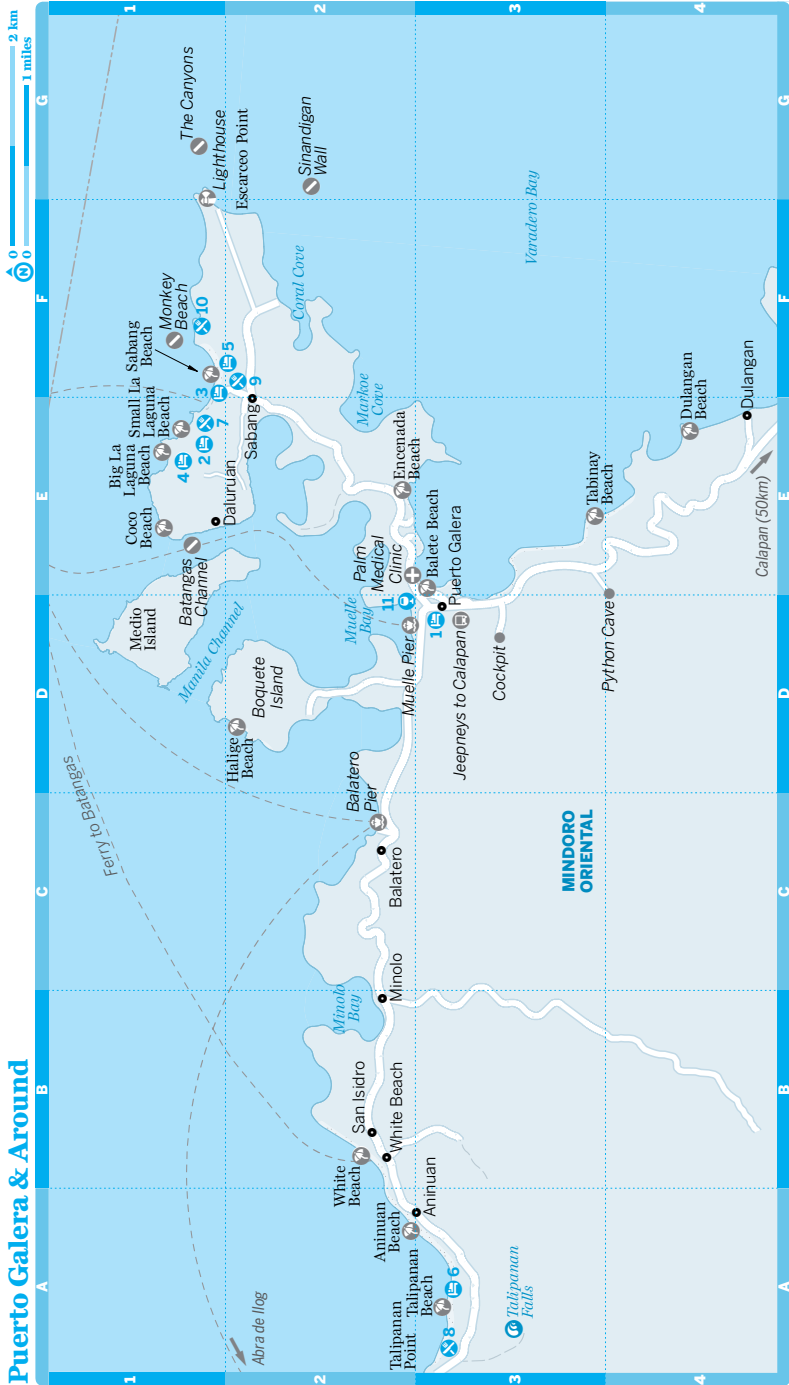 Puerto Galera & Around
N
0
2 km
0
1 miles
A
B
C
D
E
F
G
1
2
3
4
1
2
3
4
A
B
C
D
E
F
G
Abra de Ilog
Ferry to Batangas
Medio
Island
Manila Channel
Batangas
Channel
Coco
Beach
Daluruan
Big La
Laguna
Beach
Small La
Laguna
Beach
Sabang
Beach
Monkey
Beach
The Canyons
Lighthouse
Escarceo Point
Sinandigan
Wall
4
2
7
3
5
9
10
Sabang
Coral Cove
Markoe
Cove
Varadero Bay
Halige
Beach
Boquete
Island
Muelle
Bay
Palm
Medical
Clinic
Encenada
Beach
Balete Beach
11
Muelle Pier
1
Puerto Galera
Jeepneys to Calapan
Cockpit
Python Cave
Tabinay
Beach
Dulangan
Beach
Dulangan
Calapan (50km)
Balatero
Pier
Balatero
Minolo
Minolo
Bay
San Isidro
White Beach
White
Beach
Aninuan
Beach
Aninuan
Talipanan
Beach
Talipanan
Point
6
8
Talipanan
Falls
MINDORO
ORIENTAL